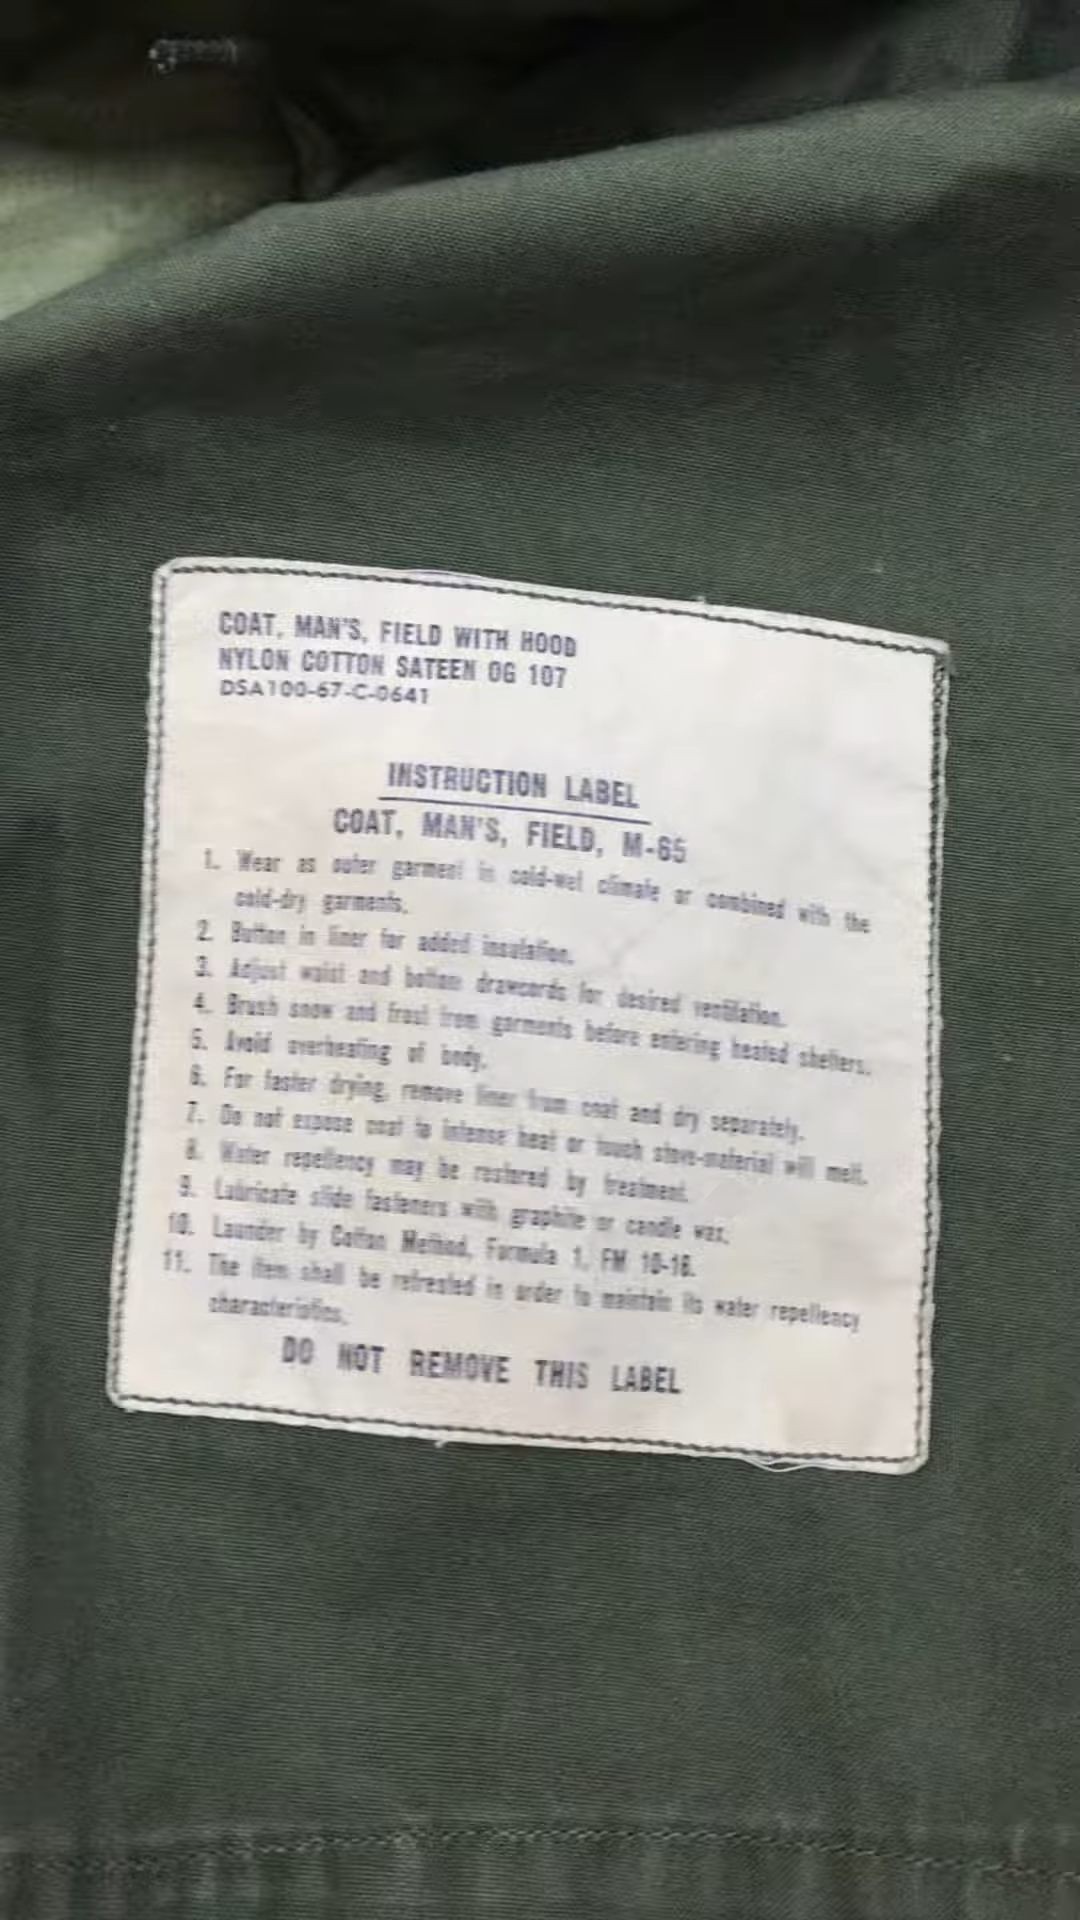 COAT, MAN'S, FIELD WITH HOOD
NYLON COTTON SATEEN OG 107
DSA100-67-C-0641
INSTRUCTION LABEL
COAT, MAN'S, FIELD, M-65
1. Wear as outer garment in cold-wet climate or combined with the
cold-dry garments.
2. Button in liner for added insulation.
3. Adjust waist and bottom drawcords for desired ventilation.
4. Brush snow and frost from garments before entering heated shelters.
5. Avoid overheating of body.
6. For faster drying, remove liner from coat and dry separately.
7. Do not expose coat to intense heat or touch stove-material will melt.
8. Water repellency may be restored by treatment.
9. Lubricate slide fasteners with graphite or candle wax.
10. Launder by Cotton Method, Formula 1, FM 10-16.
11. The item shall be retreated in order to maintain its water repellency
characteristics.
DO NOT REMOVE THIS LABEL